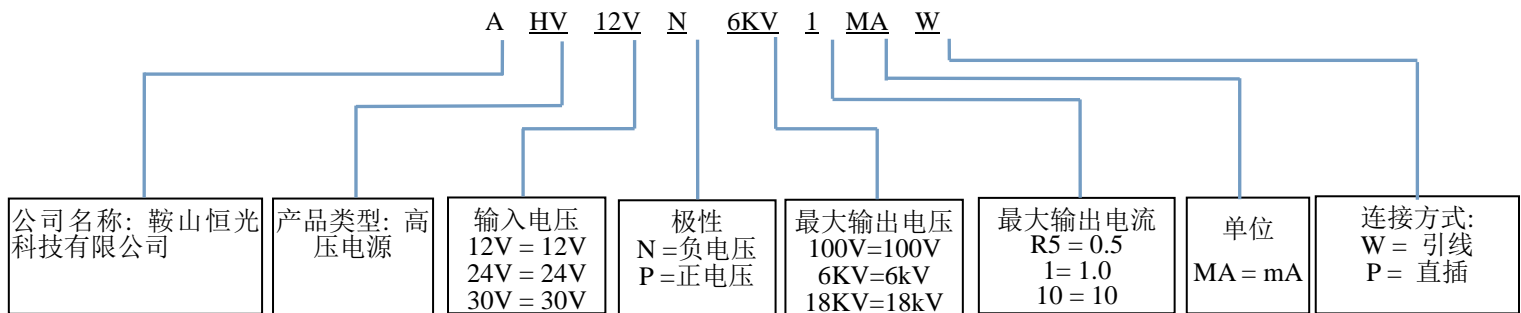 A HV 12V N 6KV 1 MA W
公司名称: 鞍山恒光
科技有限公司
产品类型: 高
压电源
输入电压
12V = 12V
24V = 24V
30V = 30V
极性
N =负电压
P =正电压
最大输出电压
100V=100V
6KV=6kV
18KV=18kV
最大输出电流
R5 = 0.5
1= 1.0
10 = 10
单位
MA = mA
连接方式:
W = 引线
P = 直插